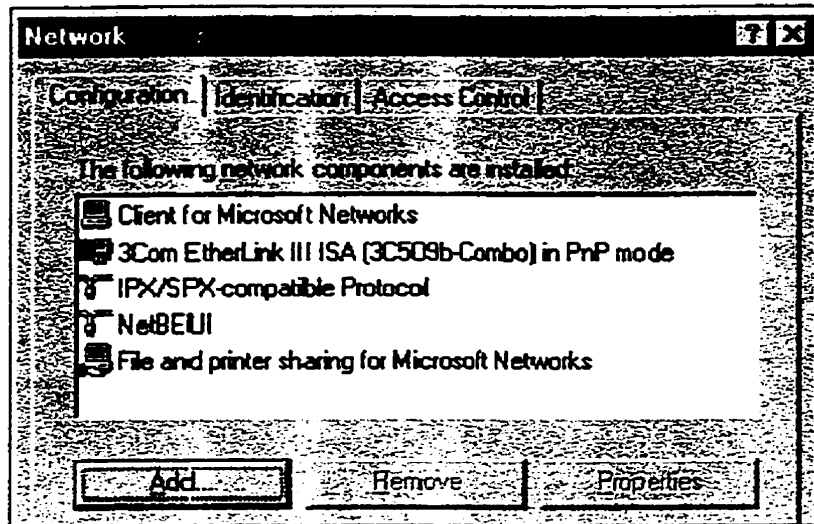 Network
Configuration Identification Access Control
The following network components are installed:
Client for Microsoft Networks
3Com EtherLink III ISA (3C509b-Combo) in PnP mode
IPX/SPX-compatible Protocol
NetBEUI
File and printer sharing for Microsoft Networks
Add... Remove Properties